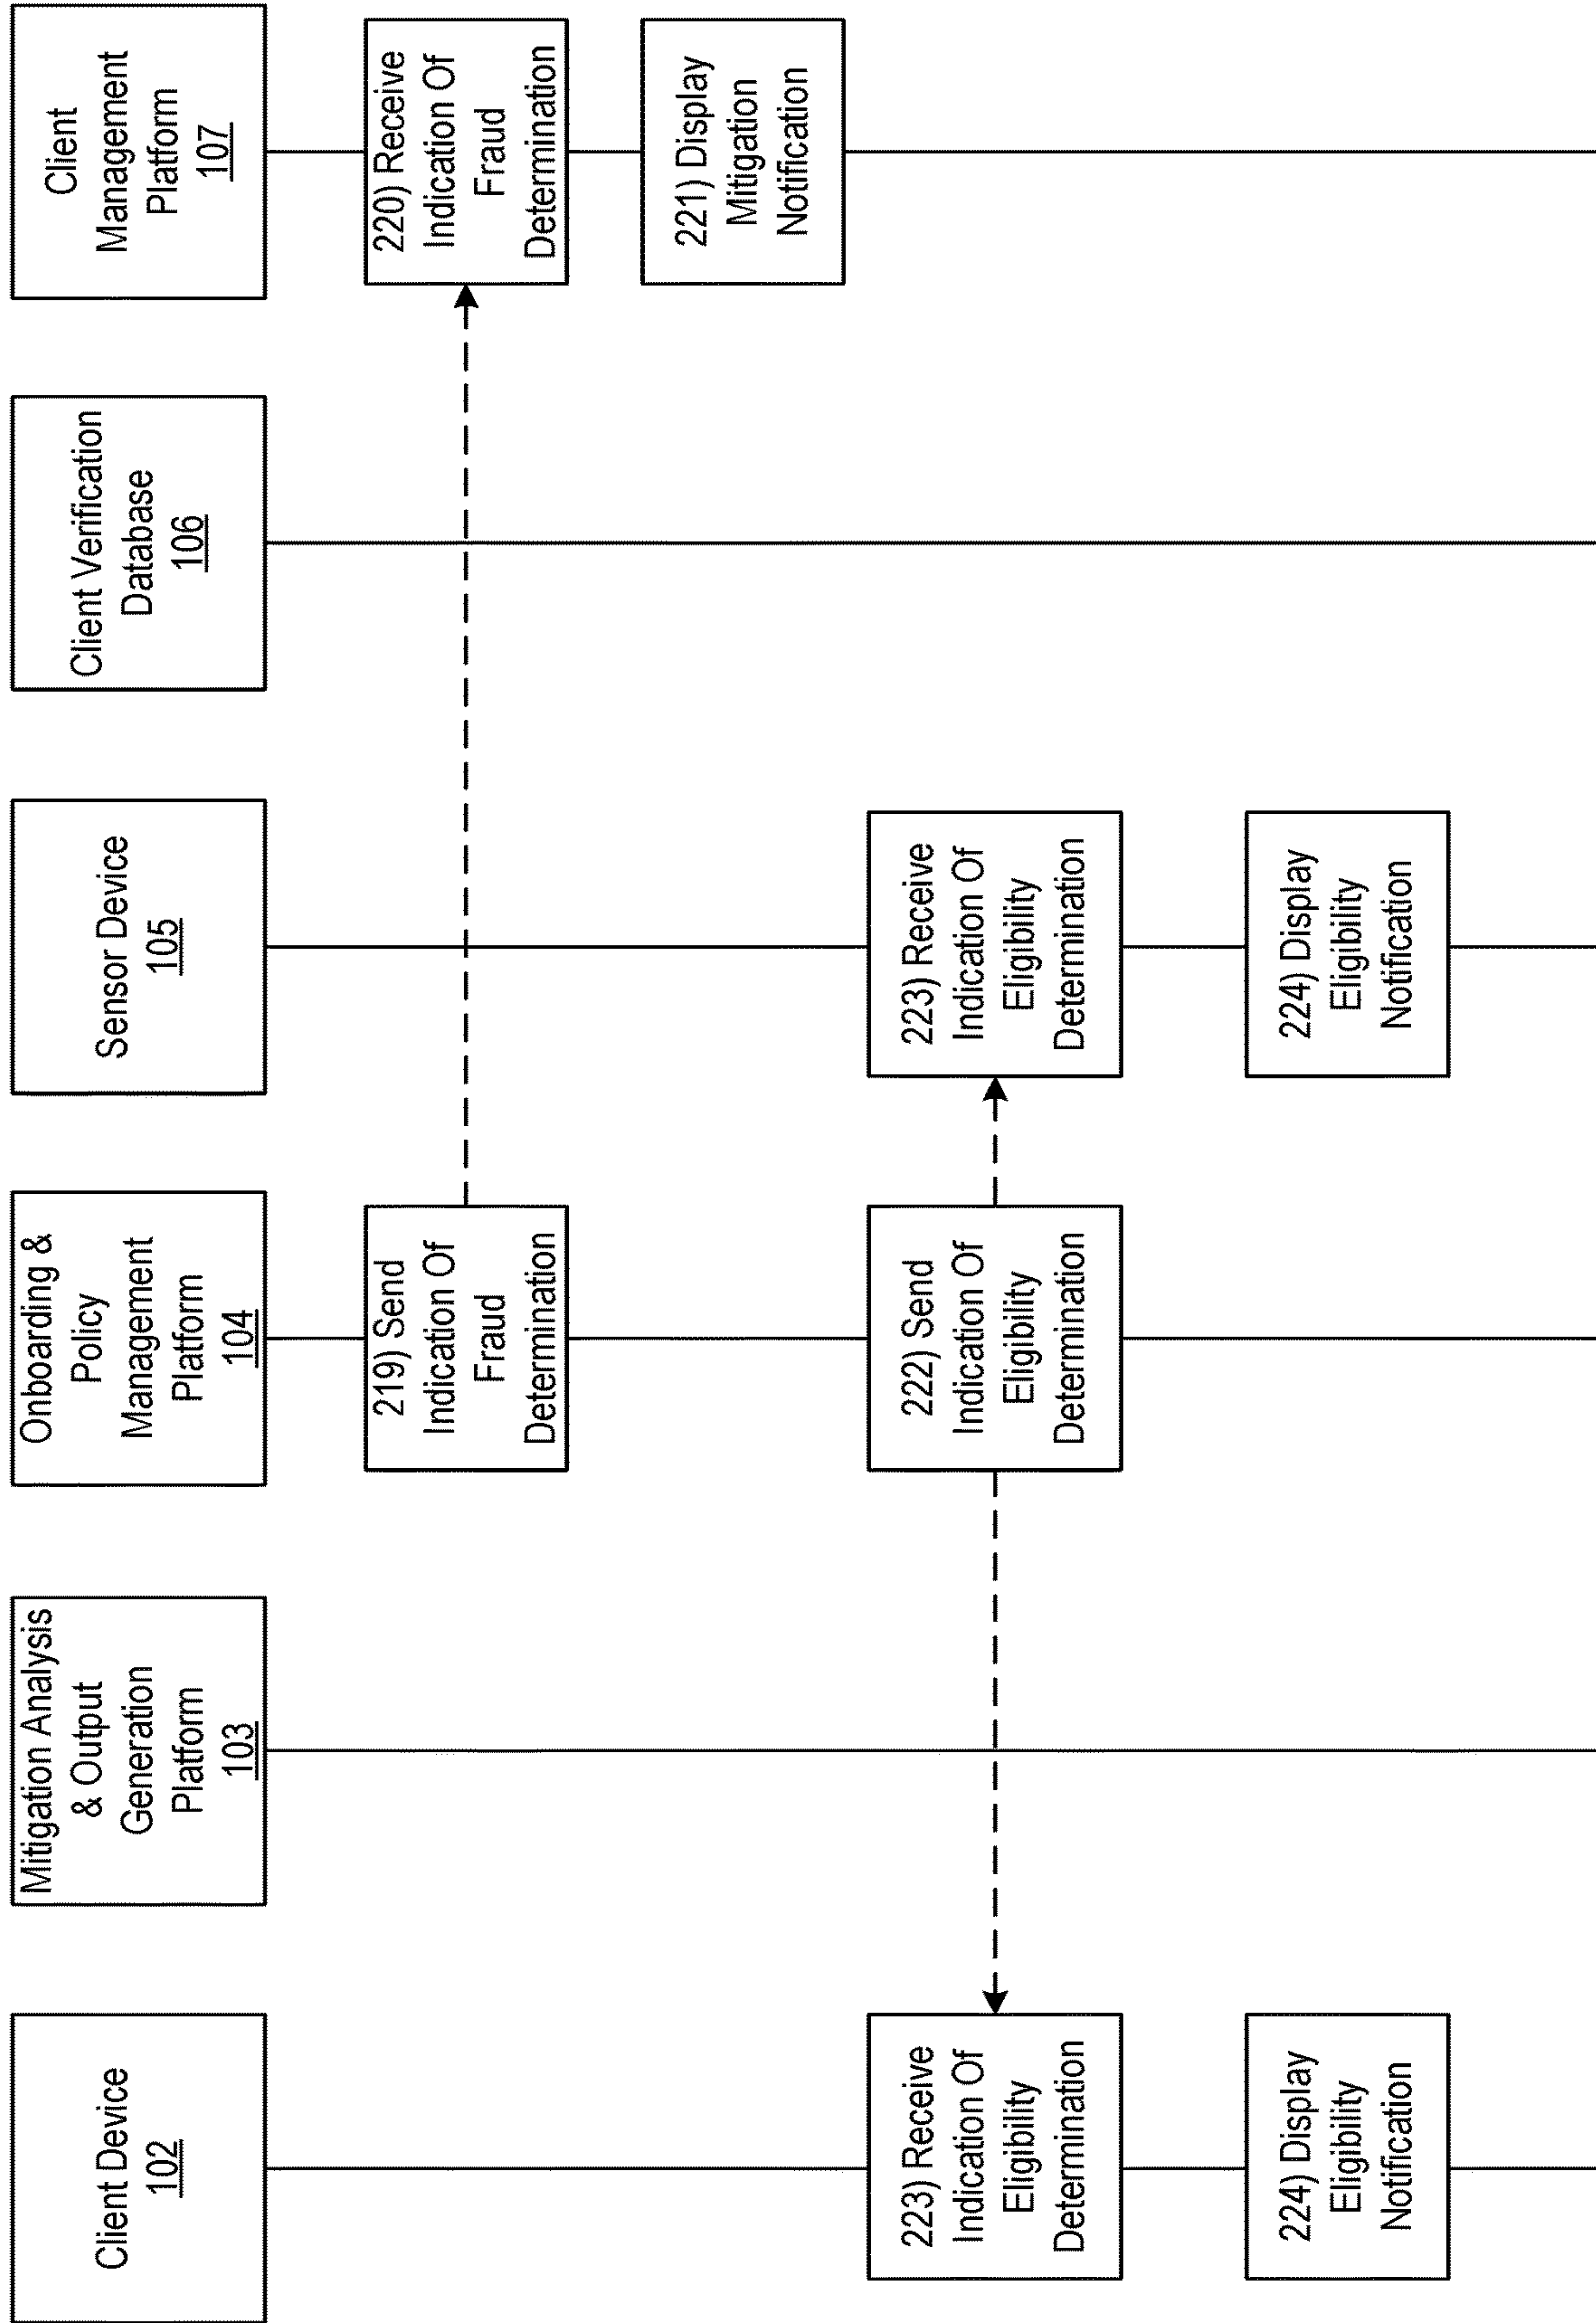 Client Device
102
Mitigation Analysis
& Output
Generation
Platform
103
Onboarding &
Policy
Management
Platform
104
Sensor Device
105
Client Verification
Database
106
Client
Management
Platform
107
219) Send
Indication Of
Fraud
Determination
220) Receive
Indication Of
Fraud
Determination
221) Display
Mitigation
Notification
223) Receive
Indication Of
Eligibility
Determination
222) Send
Indication Of
Eligibility
Determination
223) Receive
Indication Of
Eligibility
Determination
224) Display
Eligibility
Notification
224) Display
Eligibility
Notification